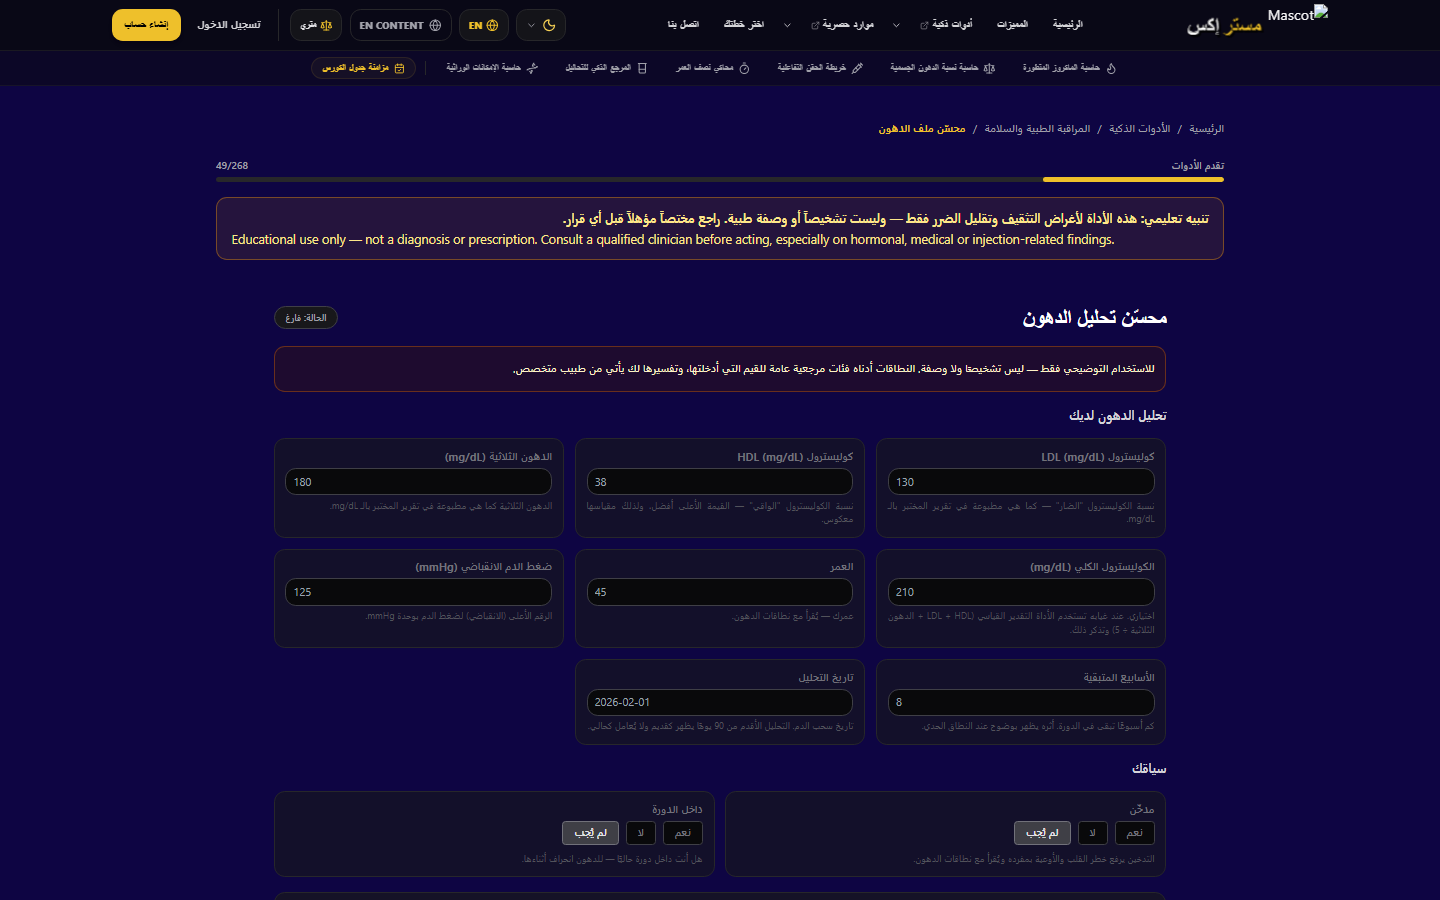 Mascot
مستر إكس
الرئيسية
المميزات
أدوات ذكية
موارد حصرية
اختر خطتك
اتصل بنا
EN
EN CONTENT
متري
تسجيل الدخول
إنشاء حساب
حاسبة الماكروز المتطورة
حاسبة نسبة الدهون الجسمية
خريطة الحقن التفاعلية
محاكي نصف العمر
المرجع الذكي للتحاليل
حاسبة الإمكانات الوراثية
مزامنة جدول الكورس
الرئيسية / الأدوات الذكية / المراقبة الطبية والسلامة / محسّن ملف الدهون
تقدم الأدوات
49/268
تنبيه تعليمي: هذه الأداة لأغراض التثقيف وتقليل الضرر فقط — وليست تشخيصاً أو وصفة طبية. راجع مختصاً مؤهلاً قبل أي قرار.
Educational use only — not a diagnosis or prescription. Consult a qualified clinician before acting, especially on hormonal, medical or injection-related findings.
محسّن تحليل الدهون
الحالة: فارغ
للاستخدام التوضيحي فقط — ليس تشخيصًا ولا وصفة. النطاقات أدناه فئات مرجعية عامة للقيم التي أدخلتها، وتفسيرها لك يأتي من طبيب متخصص.
تحليل الدهون لديك
كوليسترول LDL (mg/dL)
130
نسبة الكوليسترول "الضار" — كما هي مطبوعة في تقرير المختبر بالـ
mg/dL.
كوليسترول HDL (mg/dL)
38
نسبة الكوليسترول "الواقي" — القيمة الأعلى أفضل، ولذلك مقياسها
معكوس.
الدهون الثلاثية (mg/dL)
180
الدهون الثلاثية كما هي مطبوعة في تقرير المختبر بالـ mg/dL.
الكوليسترول الكلي (mg/dL)
210
اختياري. عند غيابه تستخدم الأداة التقدير القياسي (LDL + HDL + الدهون
الثلاثية ÷ 5) وتذكر ذلك.
العمر
45
عمرك — يُقرأ مع نطاقات الدهون.
ضغط الدم الانقباضي (mmHg)
125
الرقم الأعلى (الانقباضي) لضغط الدم بوحدة mmHg.
الأسابيع المتبقية
8
كم أسبوعًا تبقى في الدورة. أثره يظهر بوضوح عند النطاق الحدي.
تاريخ التحليل
2026-02-01
تاريخ سحب الدم. التحليل الأقدم من 90 يومًا يظهر كقديم ولا يُعامل كحالي.
سياقك
مدخّن
نعم
لا
لم يُجب
التدخين يرفع خطر القلب والأوعية بمفرده ويُقرأ مع نطاقات الدهون.
داخل الدورة
نعم
لا
لم يُجب
هل أنت داخل دورة حاليًا — للدهون انحراف أثناءها.